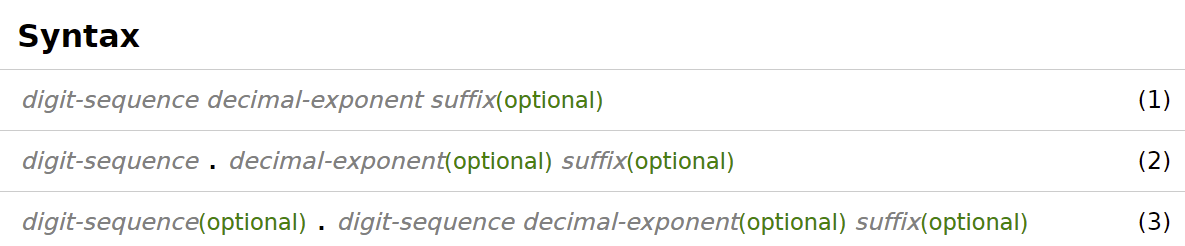 Syntax
digit-sequence decimal-exponent suffix(optional) (1)
digit-sequence . decimal-exponent(optional) suffix(optional) (2)
digit-sequence(optional) . digit-sequence decimal-exponent(optional) suffix(optional) (3)